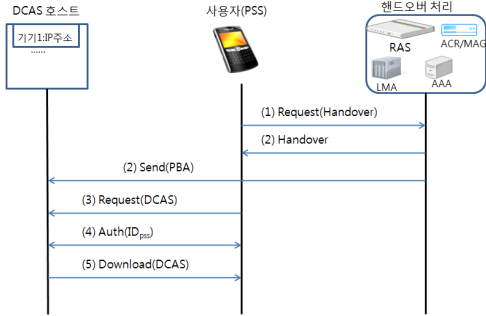 DCAS 호스트
사용자(PSS)
핸드오버 처리
기기1:IP주소
......
RAS
ACR/MAG
LMA
AAA
(1) Request(Handover)
(2) Handover
(2) Send(PBA)
(3) Request(DCAS)
(4) Auth(IDpss)
(5) Download(DCAS)